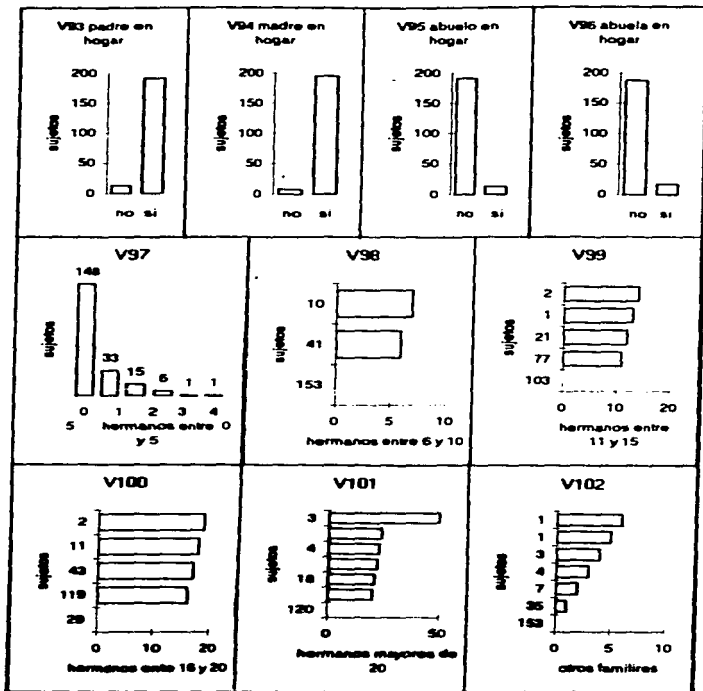 V93 padre en hogar
200
150
100
50
0
sujetos
no si
V94 madre en hogar
200
150
100
50
0
sujetos
no si
V95 abuelo en hogar
200
150
100
50
0
sujetos
no si
V96 abuela en hogar
200
150
100
50
0
sujetos
no si
V97
sujetos
148
33
15
6
1
1
0 1 2 3 4
5 hermanos entre 0
y 5
V98
sujetos
10
41
153
0 5 10
hermanos entre 6 y 10
V99
sujetos
2
1
21
77
103
0 10 20
hermanos entre
11 y 15
V100
sujetos
2
11
43
119
29
0 10 20
hermanos ente 16 y 20
V101
sujetos
3
4
18
120
0 50
hermanos mayores de
20
V102
sujetos
1
1
3
4
7
35
153
0 5 10
otros familires